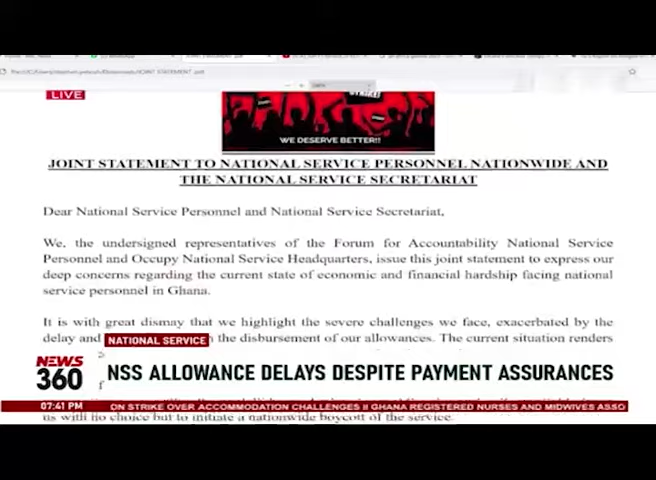 LIVE
WE DESERVE BETTER!!
JOINT STATEMENT TO NATIONAL SERVICE PERSONNEL NATIONWIDE AND
THE NATIONAL SERVICE SECRETARIAT
Dear National Service Personnel and National Service Secretariat,
We, the undersigned representatives of the Forum for Accountability National Service
Personnel and Occupy National Service Headquarters, issue this joint statement to express our
deep concerns regarding the current state of economic and financial hardship facing national
service personnel in Ghana.
It is with great dismay that we highlight the severe challenges we face, exacerbated by the
delay and
the disbursement of our allowances. The current situation renders
NATIONAL SERVICE
NEWS
360
NSS ALLOWANCE DELAYS DESPITE PAYMENT ASSURANCES
07:41 PM
ON STRIKE OVER ACCOMMODATION CHALLENGES II GHANA REGISTERED NURSES AND MIDWIVES ASSO
us with no choice but to initiate a nationwide boycott of the service.